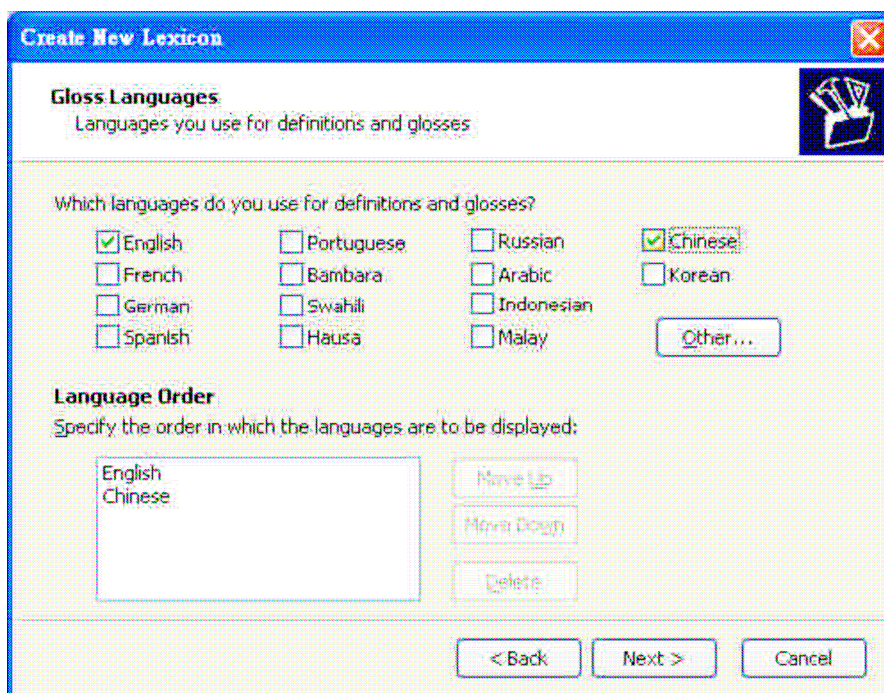 Create New Lexicon
Gloss Languages
Languages you use for definitions and glosses
Which languages do you use for definitions and glosses?
English Portuguese Russian Chinese
French Bambara Arabic Korean
German Swahili Indonesian
Spanish Hausa Malay Other...
Language Order
Specify the order in which the languages are to be displayed:
English
Chinese
Move Up
Move Down
Delete
< Back Next > Cancel